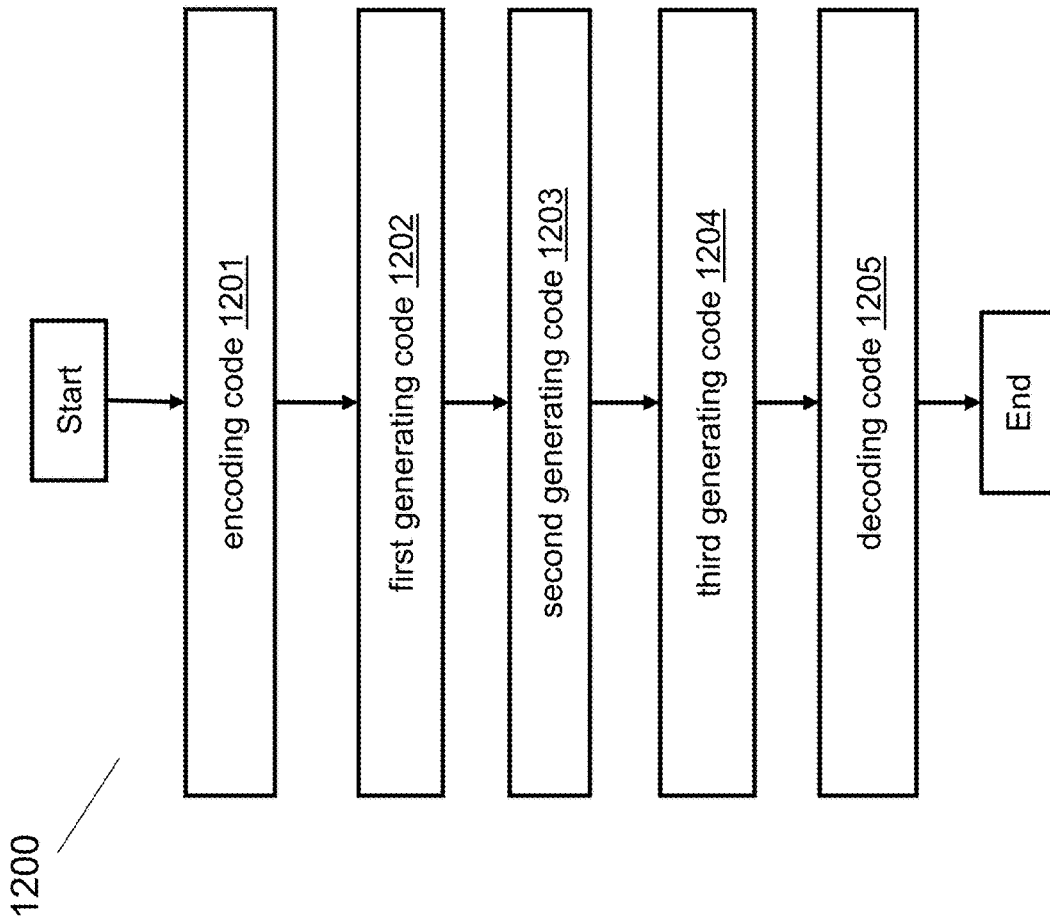 1200
Start
encoding code 1201
first generating code 1202
second generating code 1203
third generating code 1204
decoding code 1205
End